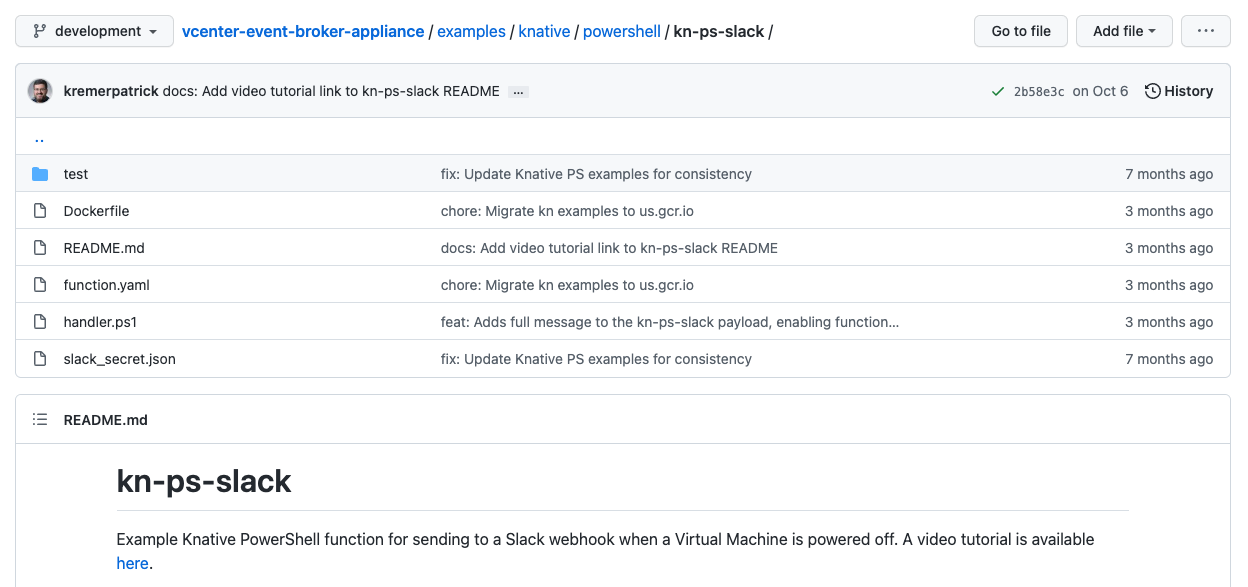 development vcenter-event-broker-appliance / examples / knative / powershell / kn-ps-slack / Go to file Add file ...
kremerpatrick docs: Add video tutorial link to kn-ps-slack README ... 2b58e3c on Oct 6 History
..
test fix: Update Knative PS examples for consistency 7 months ago
Dockerfile chore: Migrate kn examples to us.gcr.io 3 months ago
README.md docs: Add video tutorial link to kn-ps-slack README 3 months ago
function.yaml chore: Migrate kn examples to us.gcr.io 3 months ago
handler.ps1 feat: Adds full message to the kn-ps-slack payload, enabling function... 3 months ago
slack_secret.json fix: Update Knative PS examples for consistency 7 months ago
README.md
kn-ps-slack
Example Knative PowerShell function for sending to a Slack webhook when a Virtual Machine is powered off. A video tutorial is available
here.